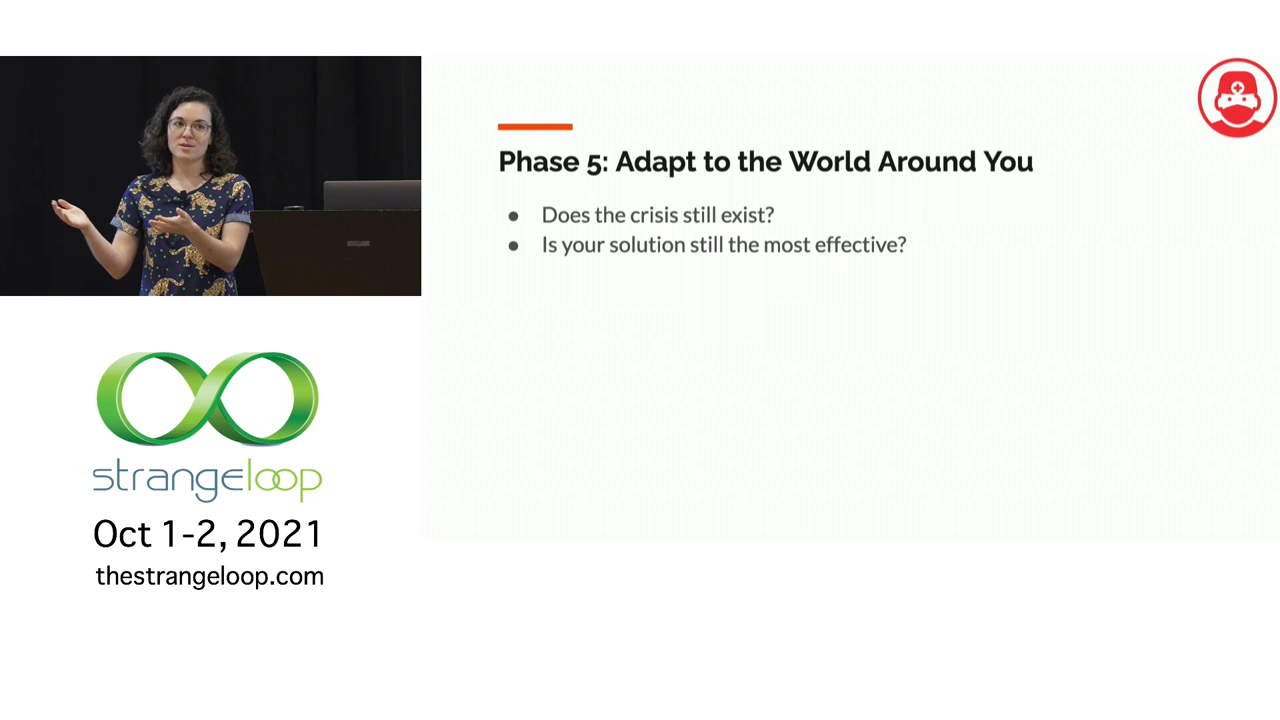 Phase 5: Adapt to the World Around You
● Does the crisis still exist?
● Is your solution still the most effective?
strangeloop
Oct 1-2, 2021
thestrangeloop.com